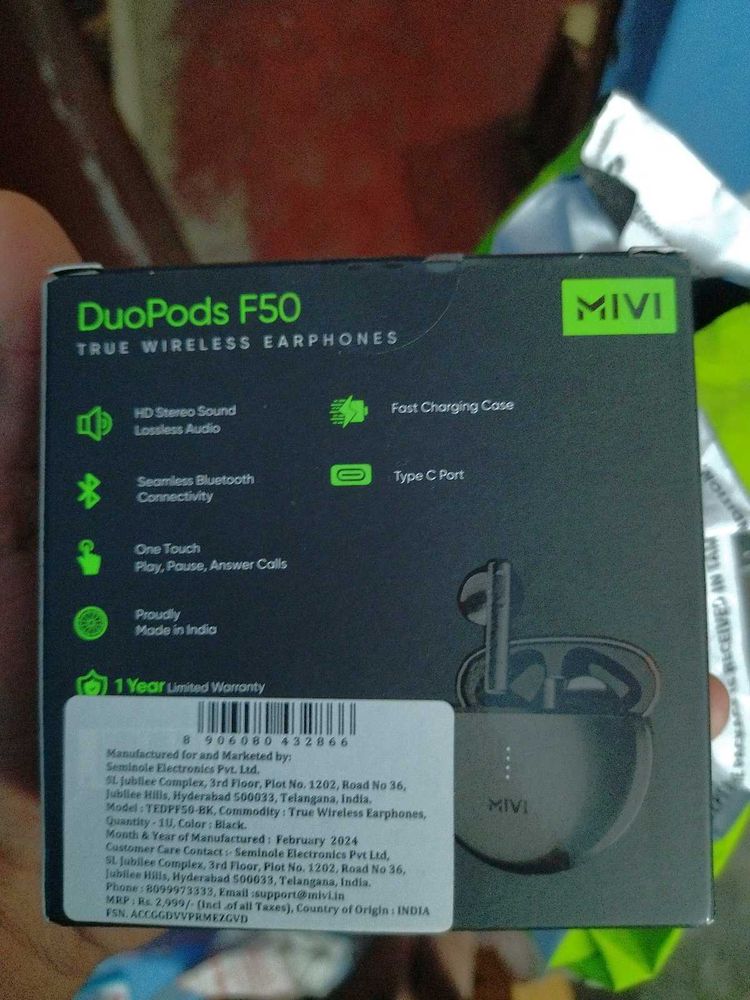 DuoPods F50
MIVI
TRUE WIRELESS EARPHONES
HD Stereo Sound
Lossless Audio
Fast Charging Case
Seamless Bluetooth
Connectivity
Type C Port
One Touch
Play, Pause, Answer Calls
Proudly
Made in India
1 Year Limited Warranty
MIVI
8 906080 432866
Manufactured for and Marketed by:
Seminole Electronics Pvt. Ltd.
SL Jubilee Complex, 3rd Floor, Plot No. 1202, Road No 36,
Jubilee Hills, Hyderabad 500033, Telangana, India.
Model : TEDPF50-BK, Commodity : True Wireless Earphones,
Quantity - 1U, Color : Black.
Month & Year of Manufactured : February 2024
Customer Care Contact :- Seminole Electronics Pvt Ltd,
SL Jubilee Complex, 3rd Floor, Plot No. 1202, Road No 36,
Jubilee Hills, Hyderabad 500033, Telangana, India.
Phone : 8099973333, Email :support@mivi.in
MRP : Rs. 2,999/- (Incl .of all Taxes), Country of Origin : INDIA
FSN. ACCGGDVVPRMEZGVD